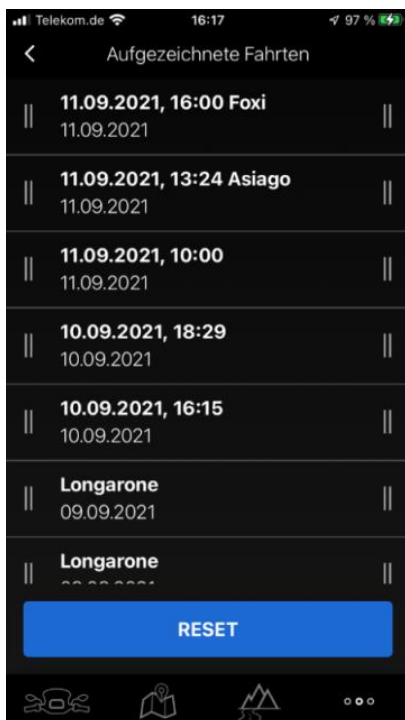 Telekom.de 16:17 97 %
Aufgezeichnete Fahrten
11.09.2021, 16:00 Foxi
11.09.2021
11.09.2021, 13:24 Asiago
11.09.2021
11.09.2021, 10:00
11.09.2021
10.09.2021, 18:29
10.09.2021
10.09.2021, 16:15
10.09.2021
Longarone
09.09.2021
Longarone
RESET